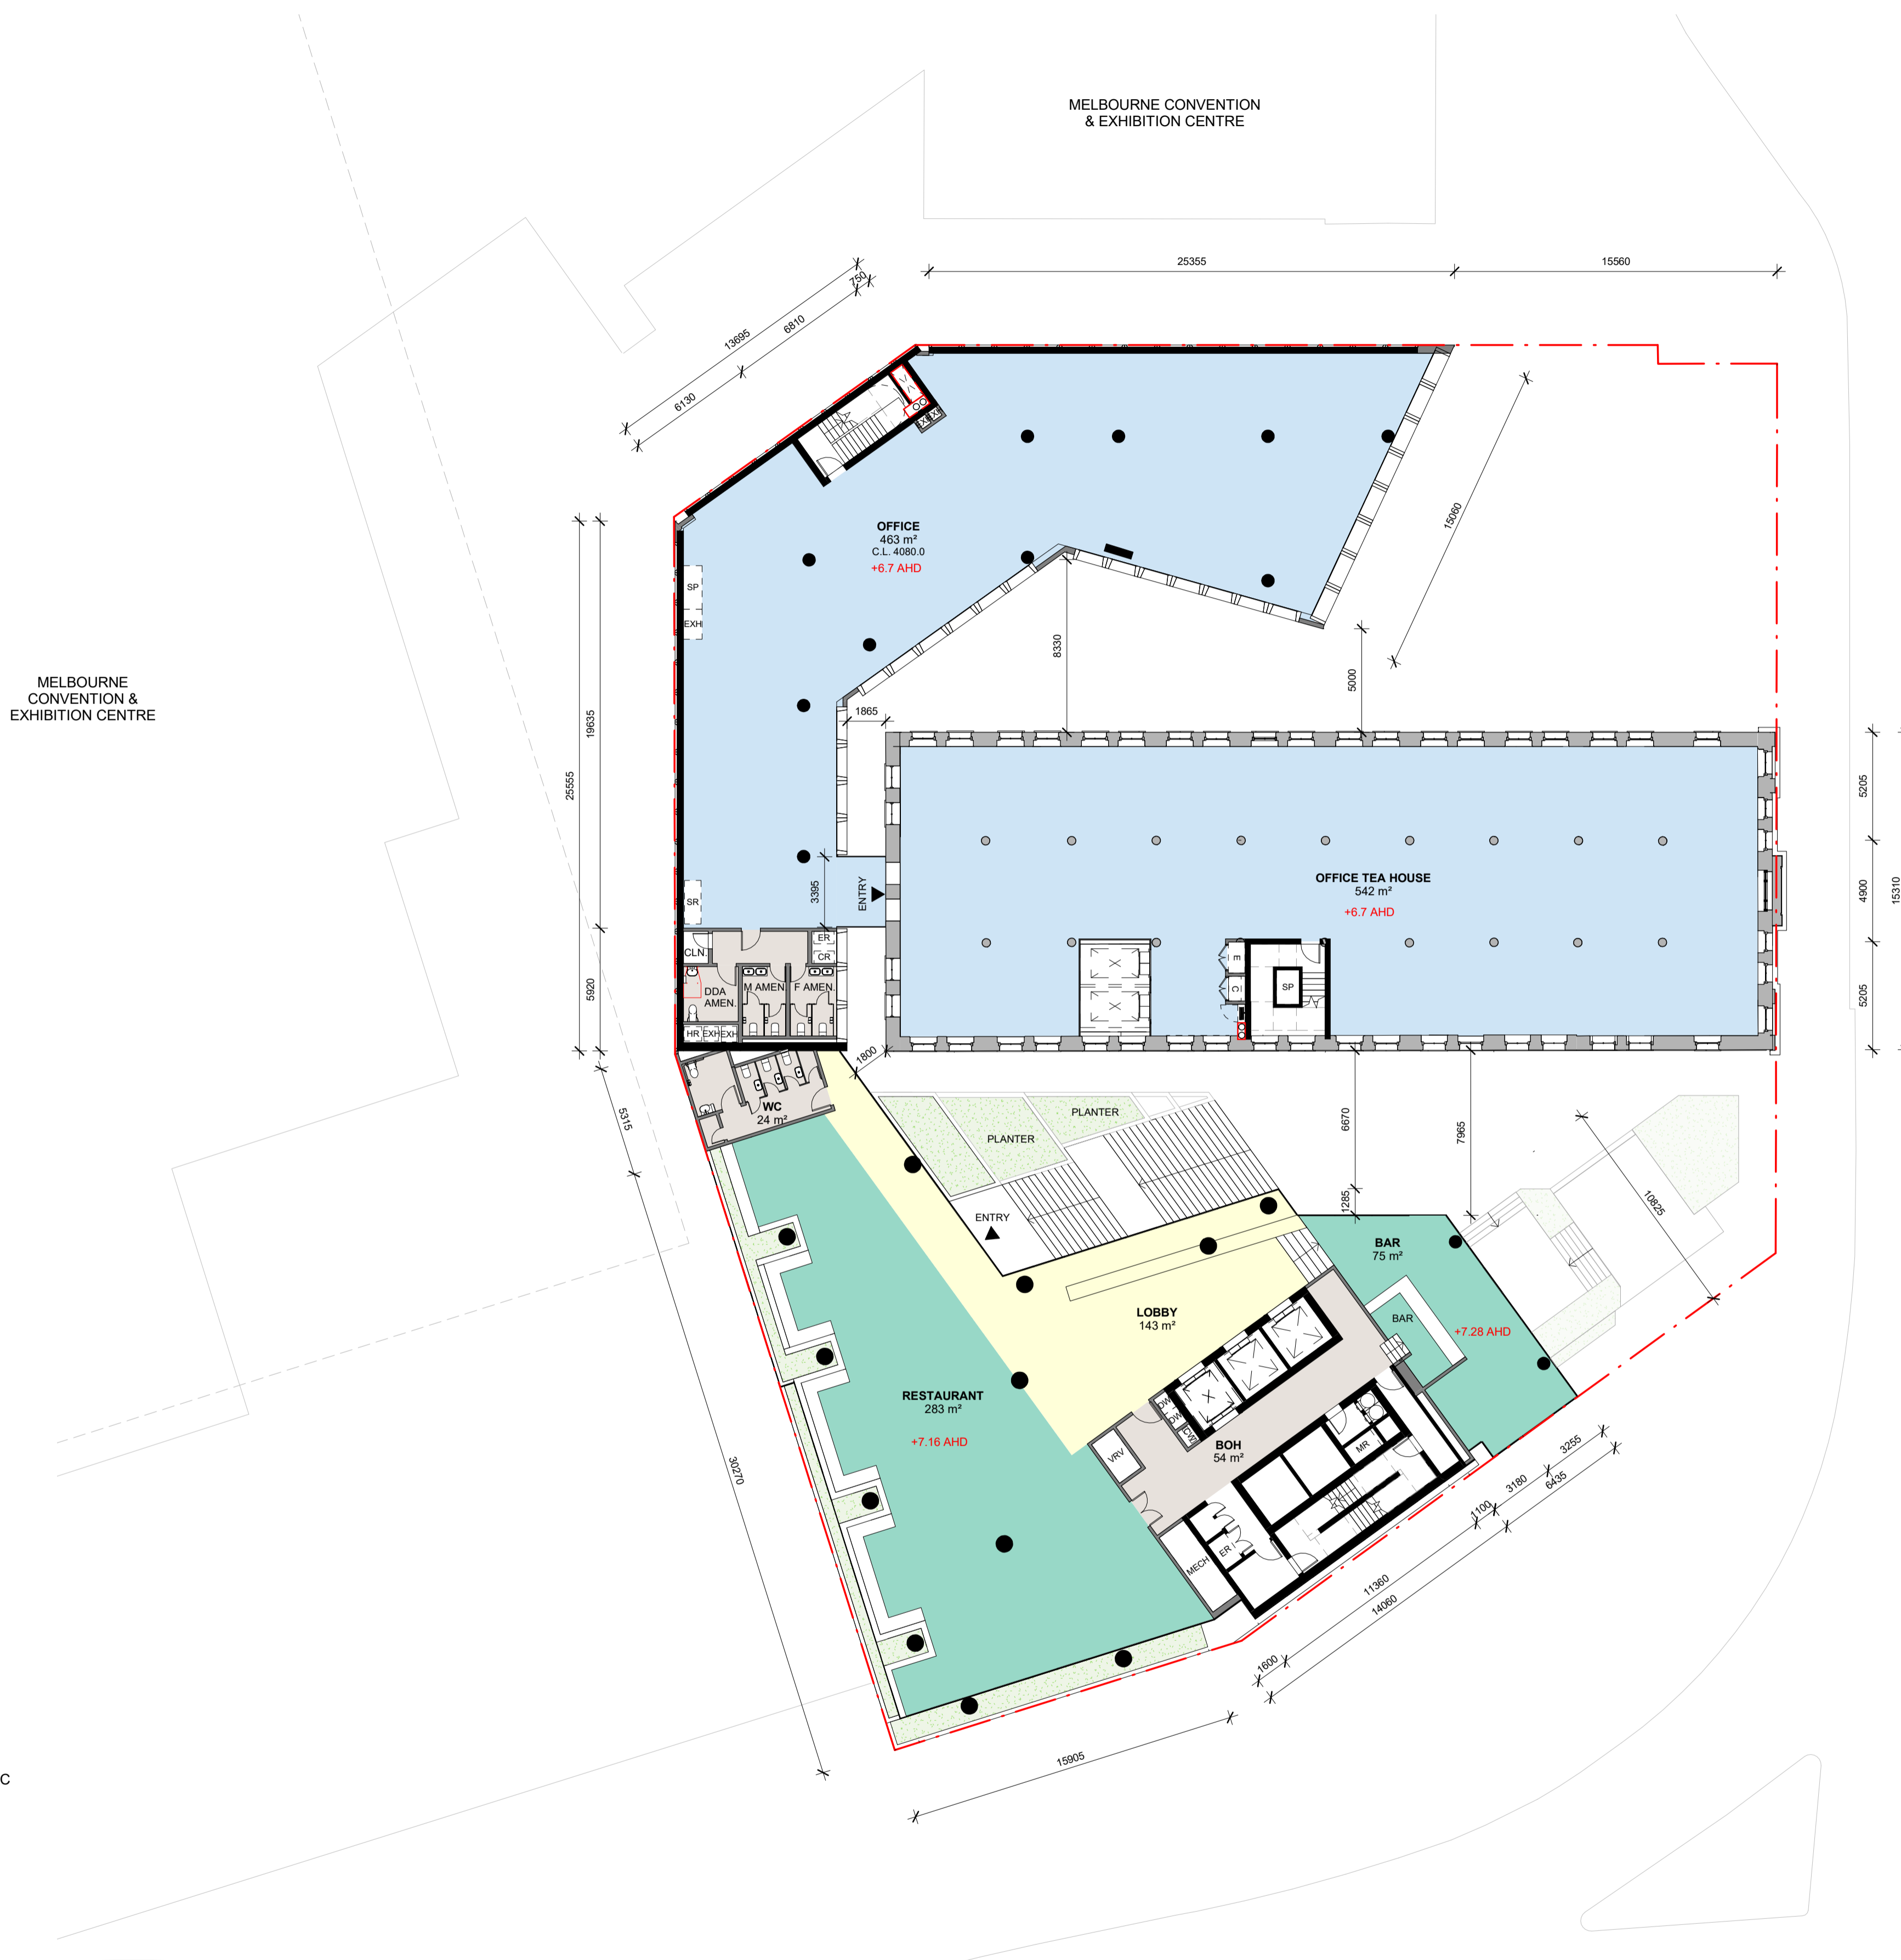 MELBOURNE CONVENTION
& EXHIBITION CENTRE
25355
15560
13695
750
6810
6130
15060
OFFICE
463 m²
C.L. 4080.0
+6.7 AHD
SP
EXH
MELBOURNE
CONVENTION &
EXHIBITION CENTRE
8330
5000
1865
19635
25555
5205
4900
15310
5205
OFFICE TEA HOUSE
542 m²
+6.7 AHD
3395
ENTRY
SR
ER
CR
CLN.
DDA
AMEN.
M AMEN.
F AMEN.
HR
EXH
EXH
5920
E
C
SP
1800
WC
24 m²
5315
PLANTER
PLANTER
6670
7965
1285
10825
ENTRY
BAR
75 m²
BAR
+7.28 AHD
LOBBY
143 m²
RESTAURANT
283 m²
+7.16 AHD
DW
DW
CW
VRV
BOH
54 m²
MR
MECH
ER
30270
3255
3180
6435
1100
11360
14060
1600
15905
C